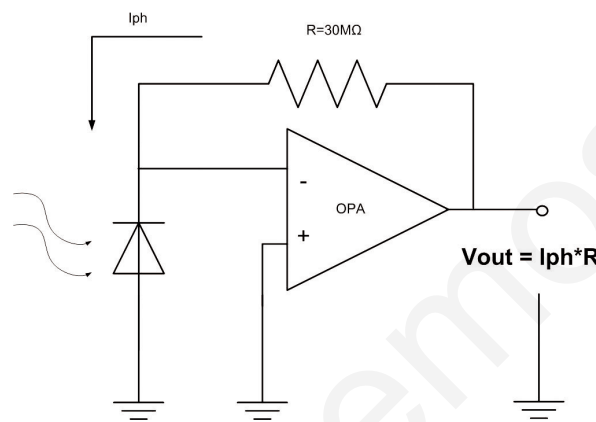 Iph
R=30MΩ
-
OPA
+
Vout = Iph*R